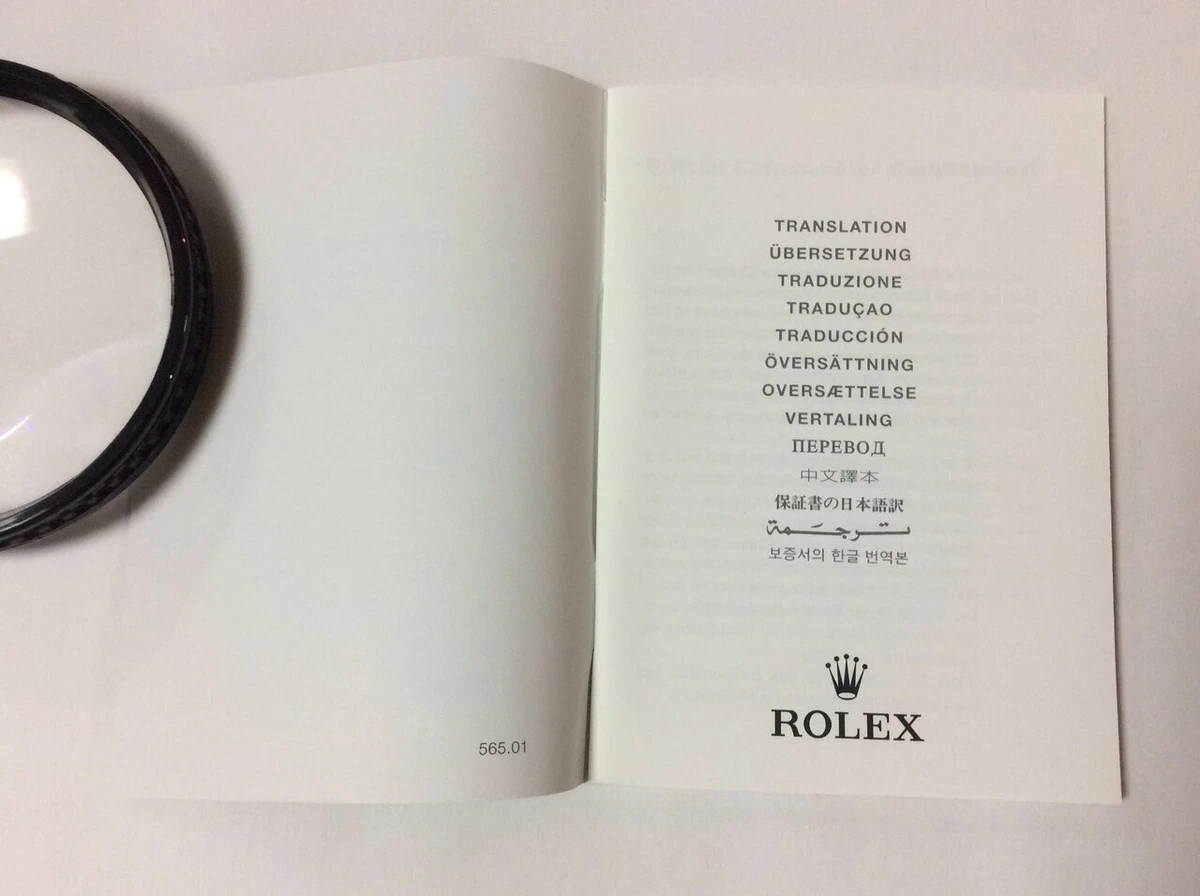 565.01
TRANSLATION
ÜBERSETZUNG
TRADUZIONE
TRADUÇAO
TRADUCCIÓN
ÖVERSÄTTNING
OVERSÆTTELSE
VERTALING
ПЕРЕВОД
中文譯本
保証書の日本語訳
ترجمة
보증서의 한글 번역본
ROLEX